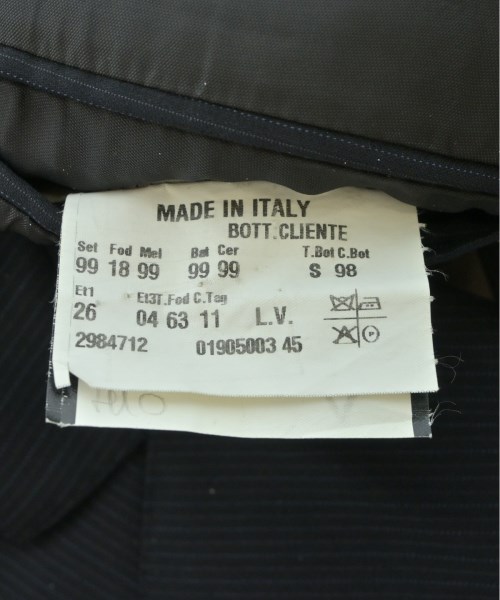 MADE IN ITALY
BOTT.CLIENTE
Set Fod Mel Bal Cer T.Bot C.Bot
99 18 99 99 99 S 98
Et1 Et3T.Fod C.Tag
26 04 63 11 L.V.
2984712 01905003 45